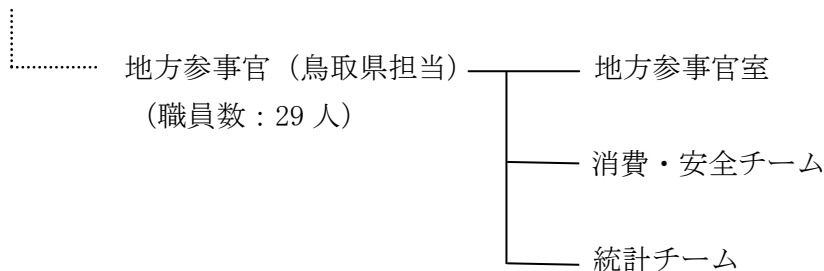 地方参事官（鳥取県担当） 地方参事官室
（職員数：29 人）
消費・安全チーム
統計チーム